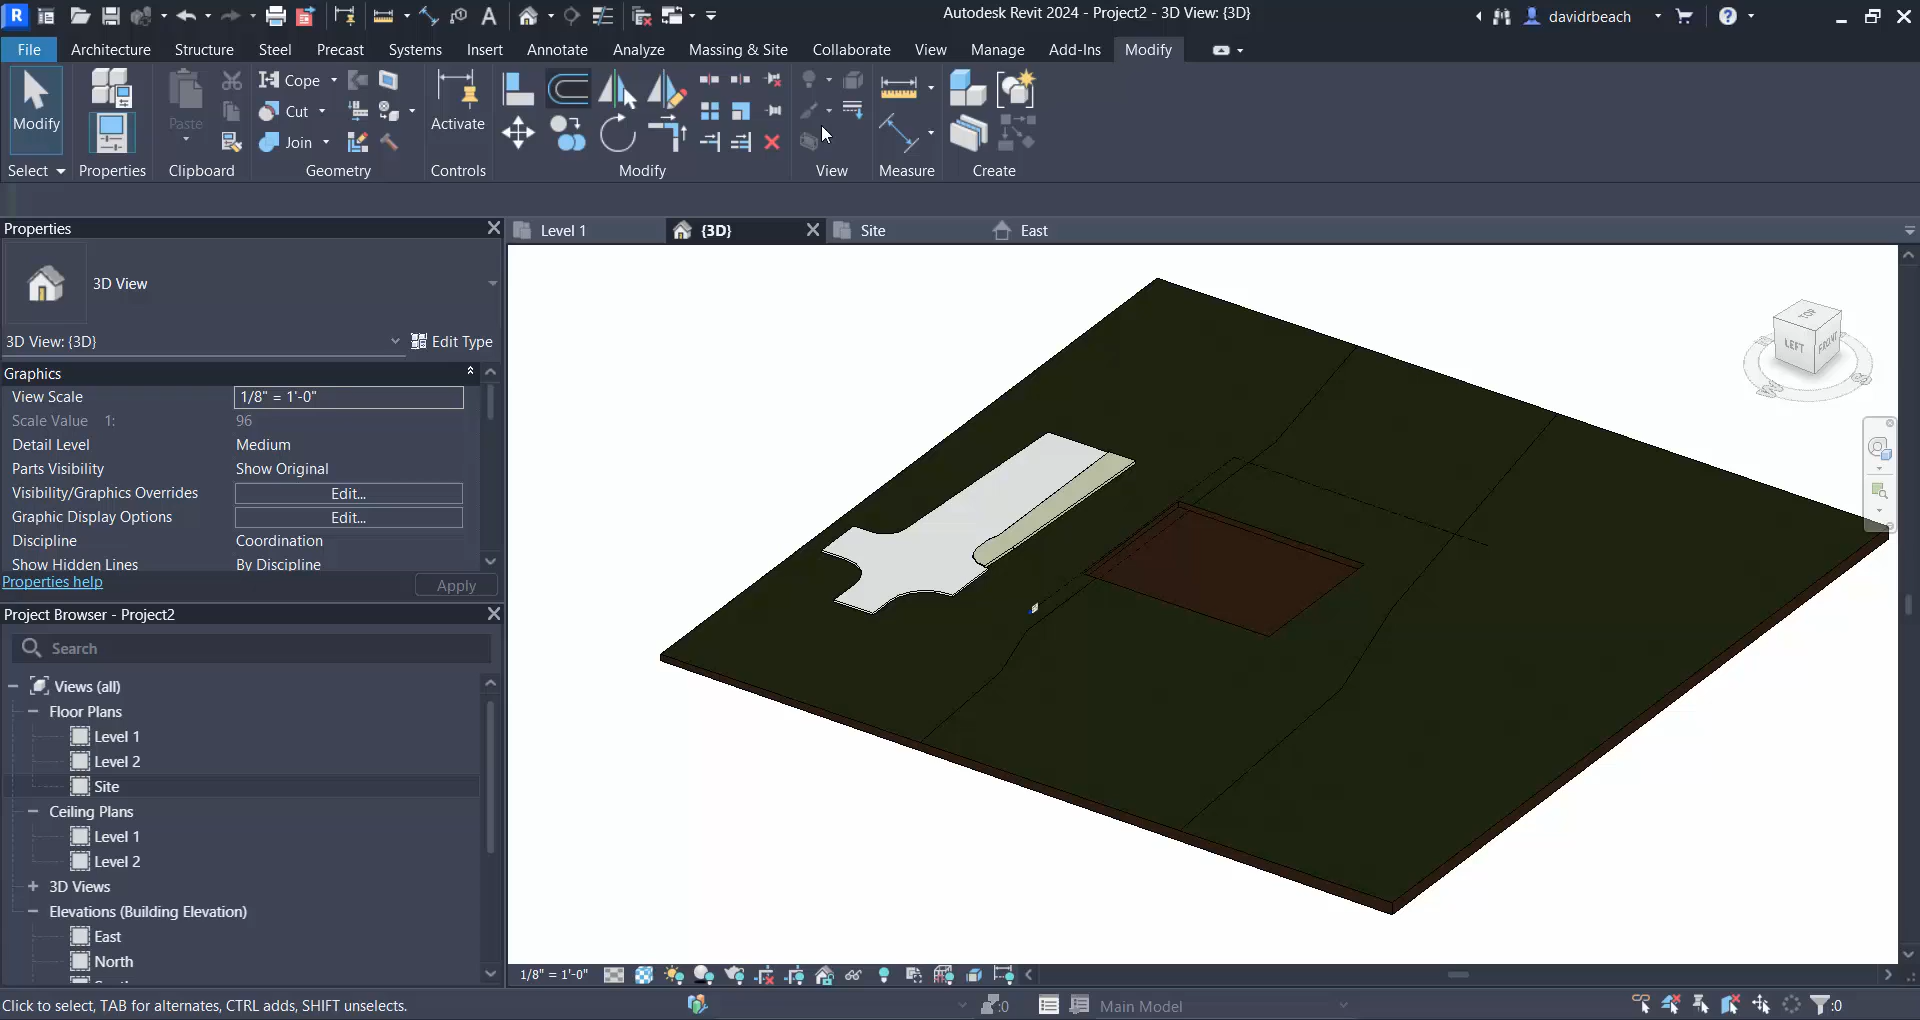 Autodesk Revit 2024 - Project2 - 3D View: {3D}
davidrbeach
File Architecture Structure Steel Precast Systems Insert Annotate Analyze Massing & Site Collaborate View Manage Add-Ins Modify
Modify
Paste
Cope
Cut
Join
Activate
Select Properties Clipboard Geometry Controls Modify View Measure Create
Properties
Level 1 {3D} Site East
3D View
3D View: {3D} Edit Type
Graphics
View Scale 1/8" = 1'-0"
Scale Value 1: 96
Detail Level Medium
Parts Visibility Show Original
Visibility/Graphics Overrides Edit...
Graphic Display Options Edit...
Discipline Coordination
Show Hidden Lines By Discipline
Properties help Apply
Project Browser - Project2
Search
Views (all)
Floor Plans
Level 1
Level 2
Site
Ceiling Plans
Level 1
Level 2
3D Views
Elevations (Building Elevation)
East
North
TOP
LEFT
FRONT
1/8" = 1'-0"
Click to select, TAB for alternates, CTRL adds, SHIFT unselects.
:0
Main Model
:0